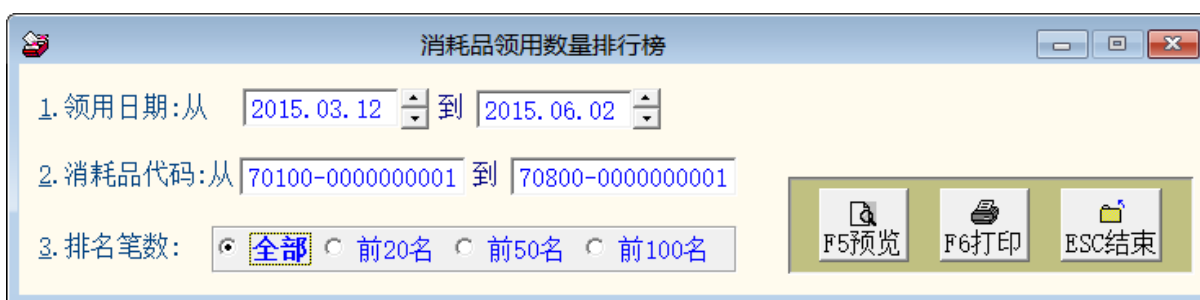 消耗品领用数量排行榜
1.领用日期:从 2015.03.12 到 2015.06.02
2.消耗品代码:从 70100-0000000001 到 70800-0000000001
3.排名笔数: 全部 前20名 前50名 前100名
F5预览 F6打印 ESC结束